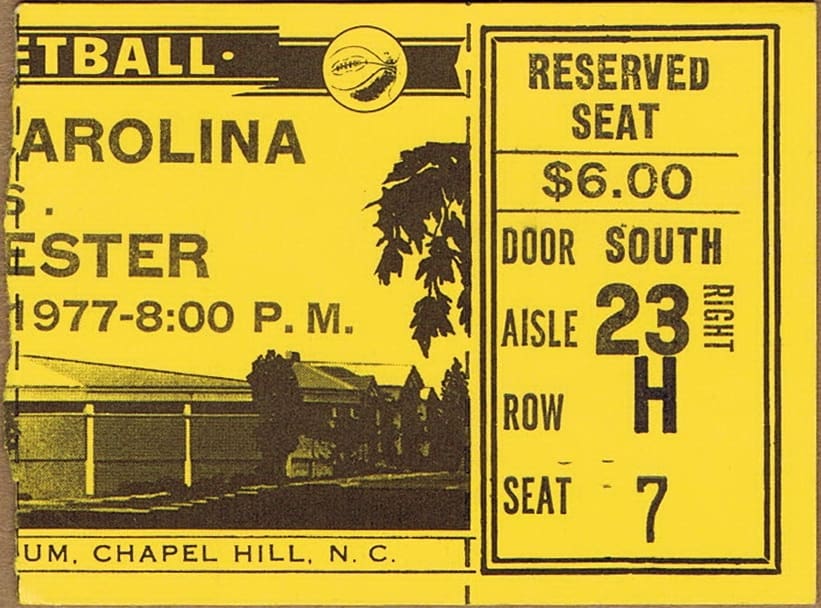 ETBALL·
AROLINA
S.
ESTER
1977-8:00 P. M.
UM, CHAPEL HILL, N. C.
RESERVED
SEAT
$6.00
DOOR SOUTH
AISLE 23 RIGHT
ROW H
SEAT 7